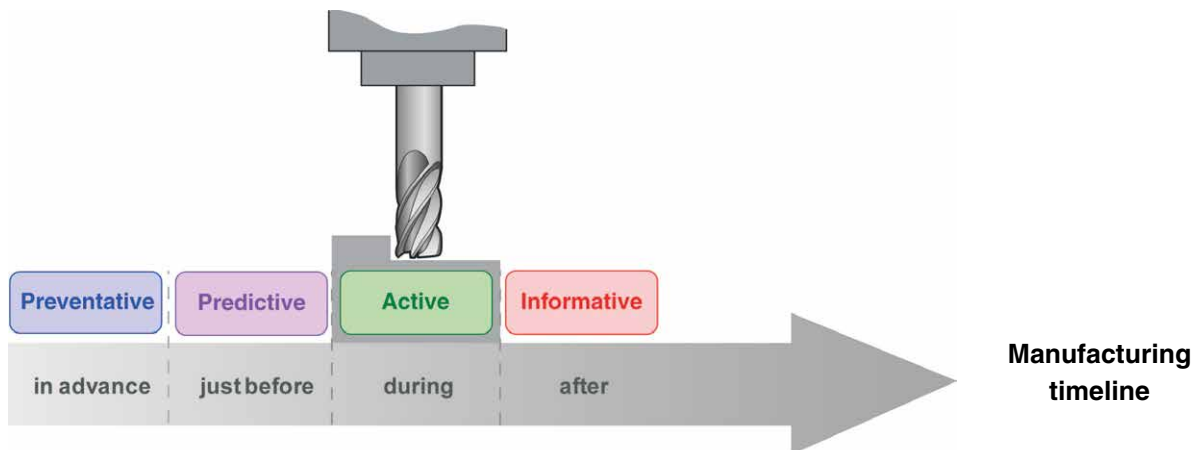 Preventative
Predictive
Active
Informative
in advance
just before
during
after
Manufacturing
timeline